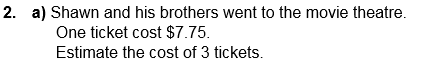 2. a) Shawn and his brothers went to the movie theatre.
One ticket cost $7.75.
Estimate the cost of 3 tickets.